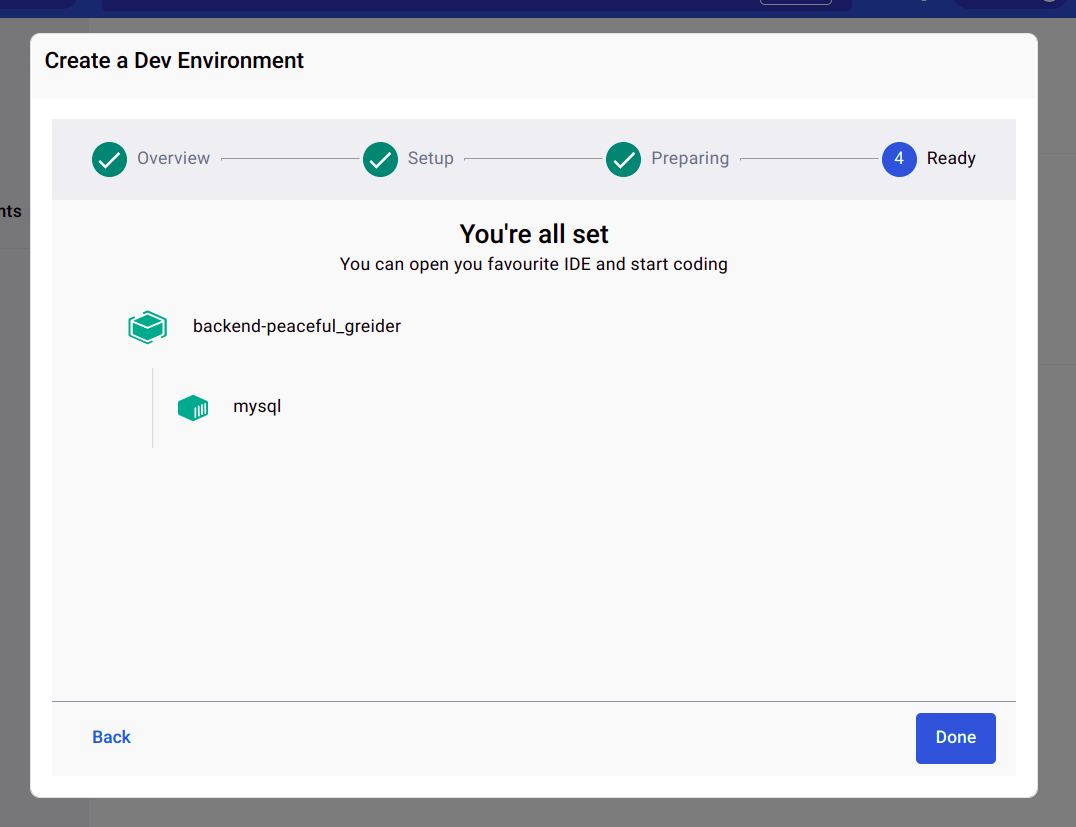 Create a Dev Environment
Overview
Setup
Preparing
4
Ready
nts
You're all set
You can open you favourite IDE and start coding
backend-peaceful_greider
mysql
Back
Done